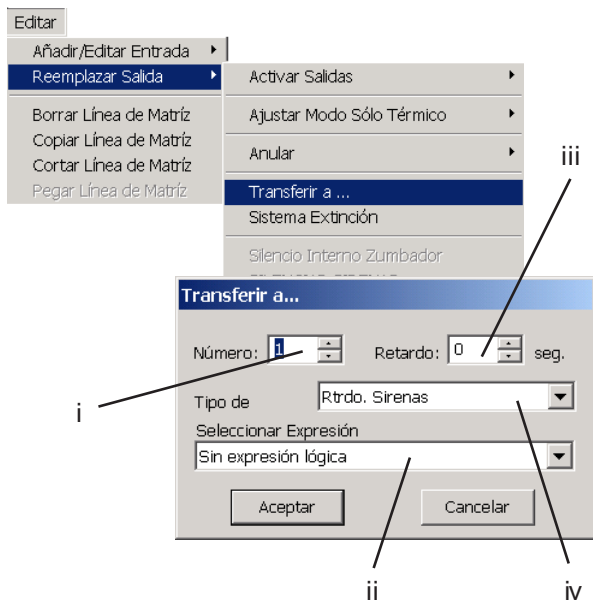 Editar
Añadir/Editar Entrada
Reemplazar Salida
Activar Salidas
Borrar Línea de Matríz
Ajustar Modo Sólo Térmico
Copiar Línea de Matríz
Anular
Cortar Línea de Matríz
iii
Pegar Línea de Matríz
Transferir a ...
Sistema Extinción
Silencio Interno Zumbador
Transferir a...
Número: 1 Retardo: 0 seg.
i
Tipo de Rtrdo. Sirenas
Seleccionar Expresión
Sin expresión lógica
Aceptar Cancelar
ii iv